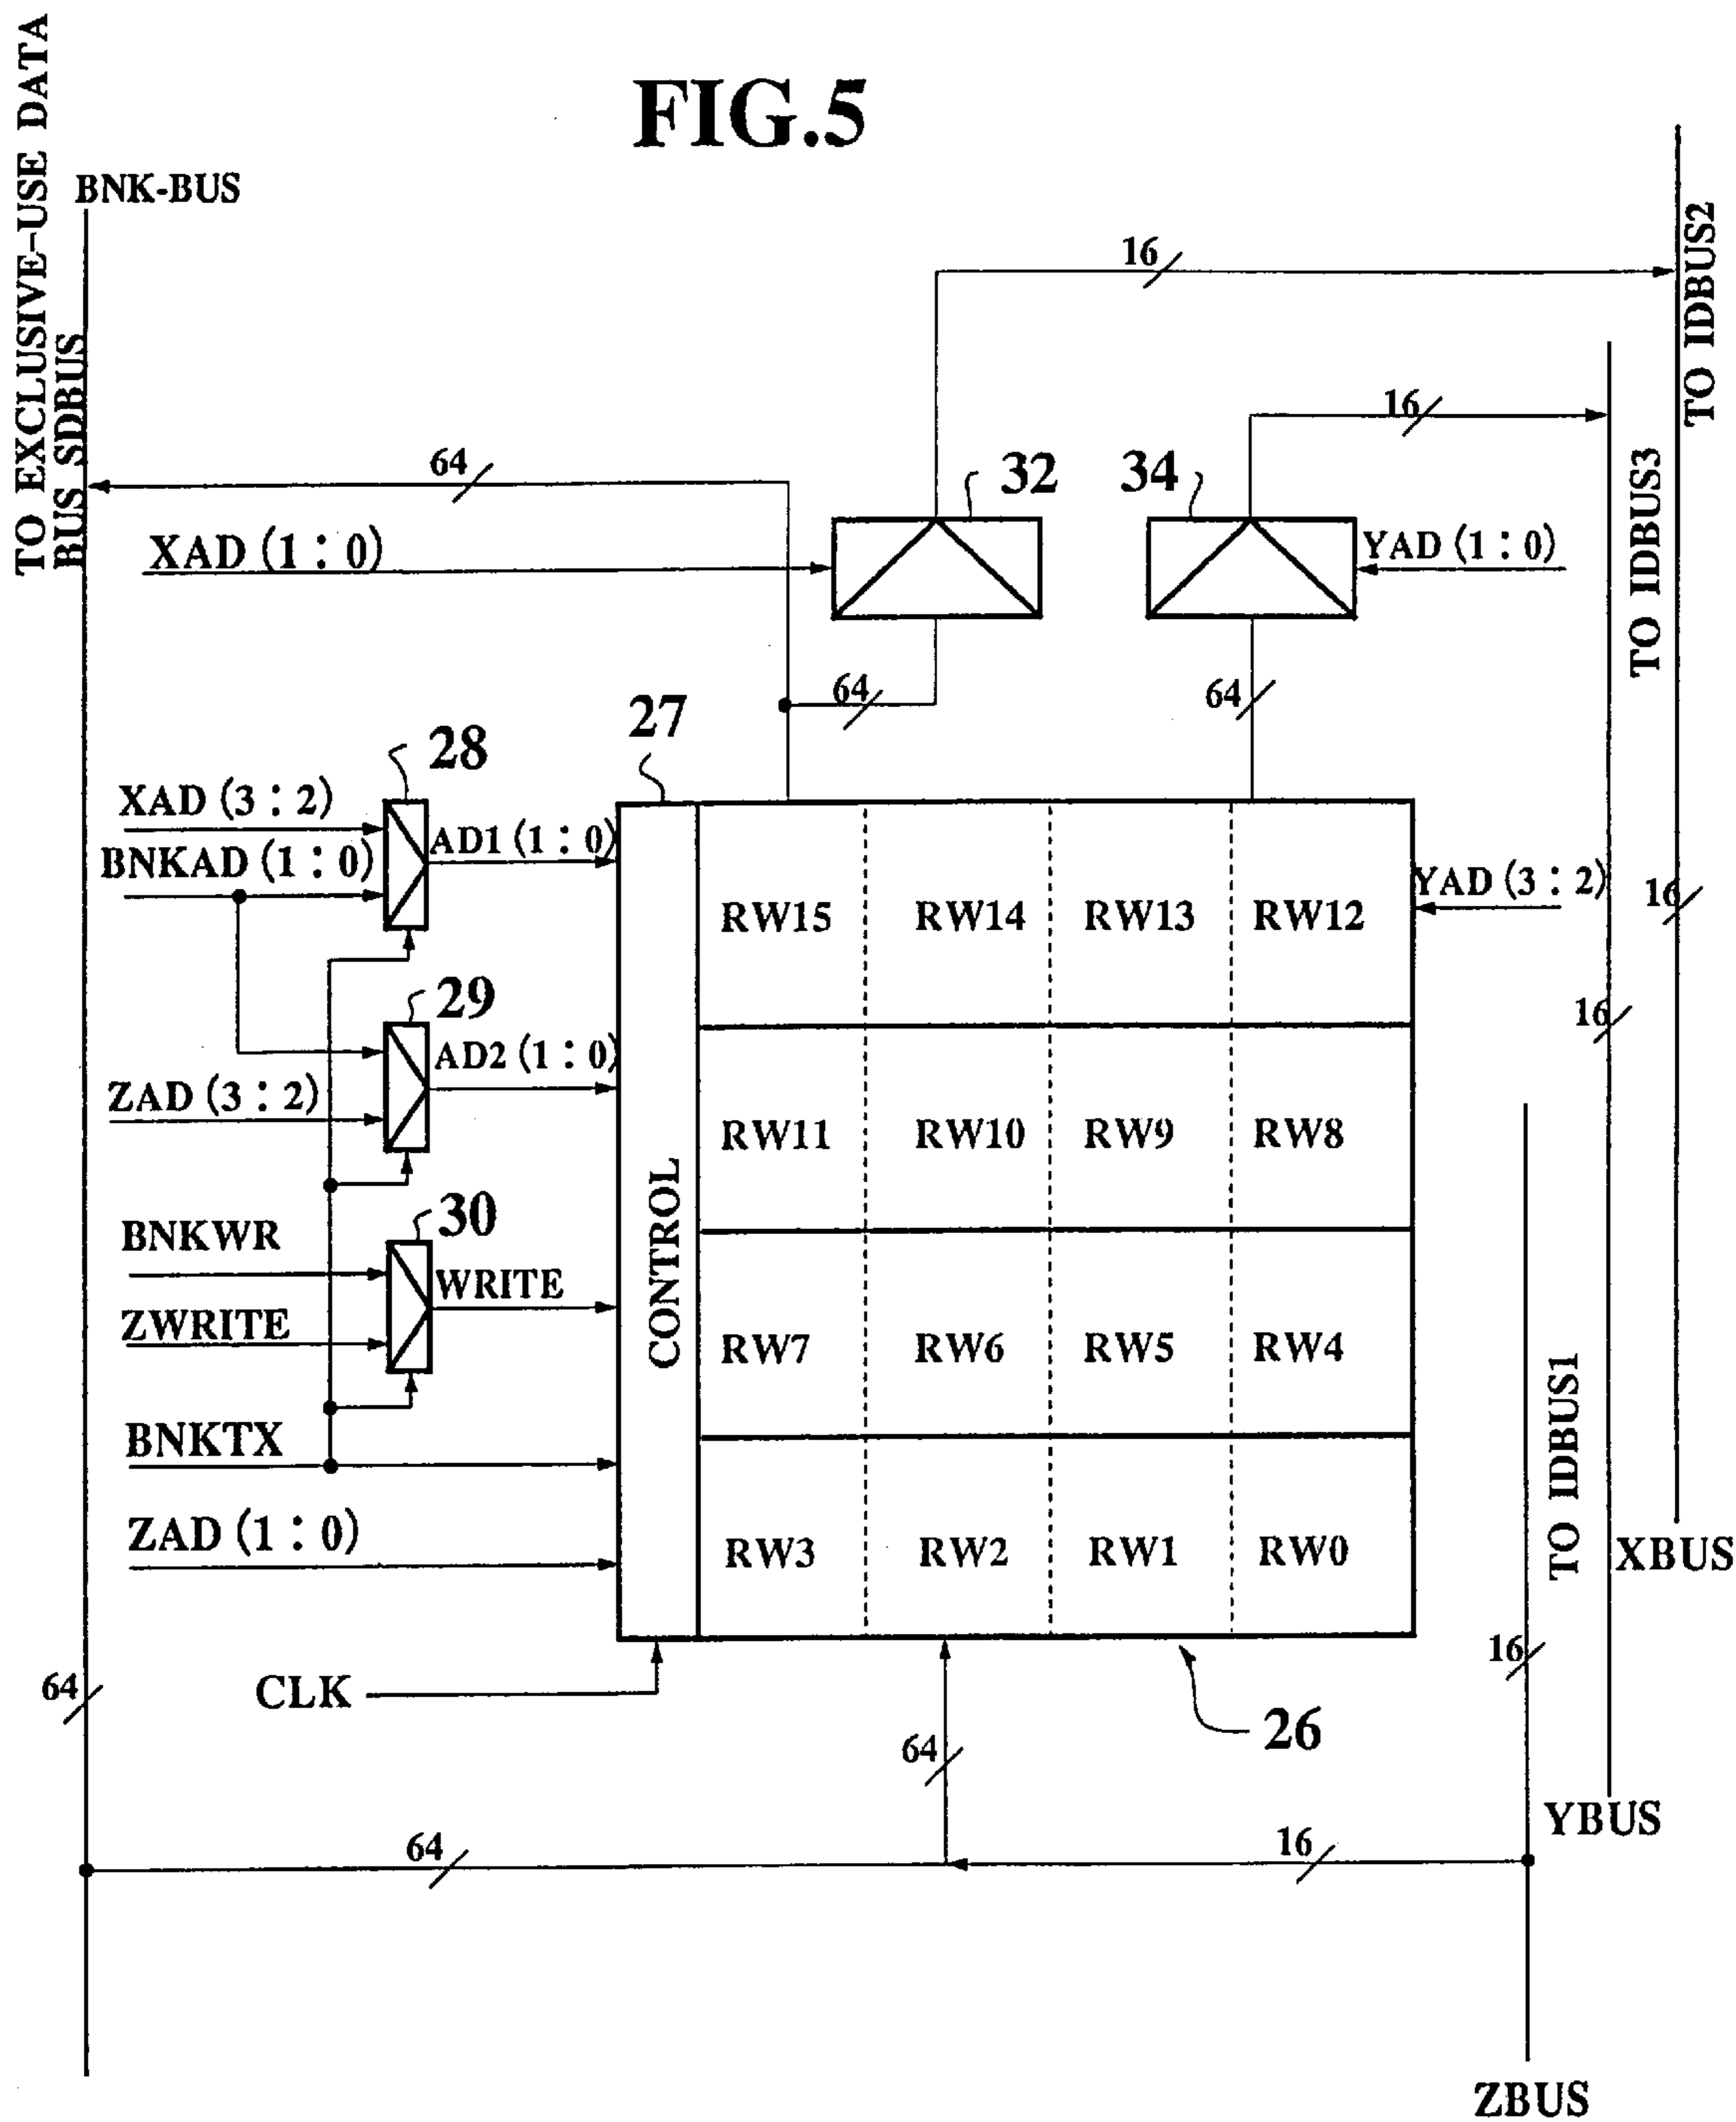 FIG.5
TO EXCLUSIVE-USE DATA
BUS SDBUS
BNK-BUS
16
TO IDBUS2
16
64
32
34
XAD (1 : 0)
YAD (1 : 0)
TO IDBUS3
64
64
27
28
XAD (3 : 2)
AD1 (1 : 0)
BNKAD (1 : 0)
YAD (3 : 2)
16
RW15
RW14
RW13
RW12
29
16
AD2 (1 : 0)
ZAD (3 : 2)
RW11
RW10
RW9
RW8
CONTROL
30
BNKWR
WRITE
ZWRITE
RW7
RW6
RW5
RW4
TO IDBUS1
BNKTX
ZAD (1 : 0)
RW3
RW2
RW1
RW0
XBUS
16
64
CLK
26
64
YBUS
64
16
ZBUS